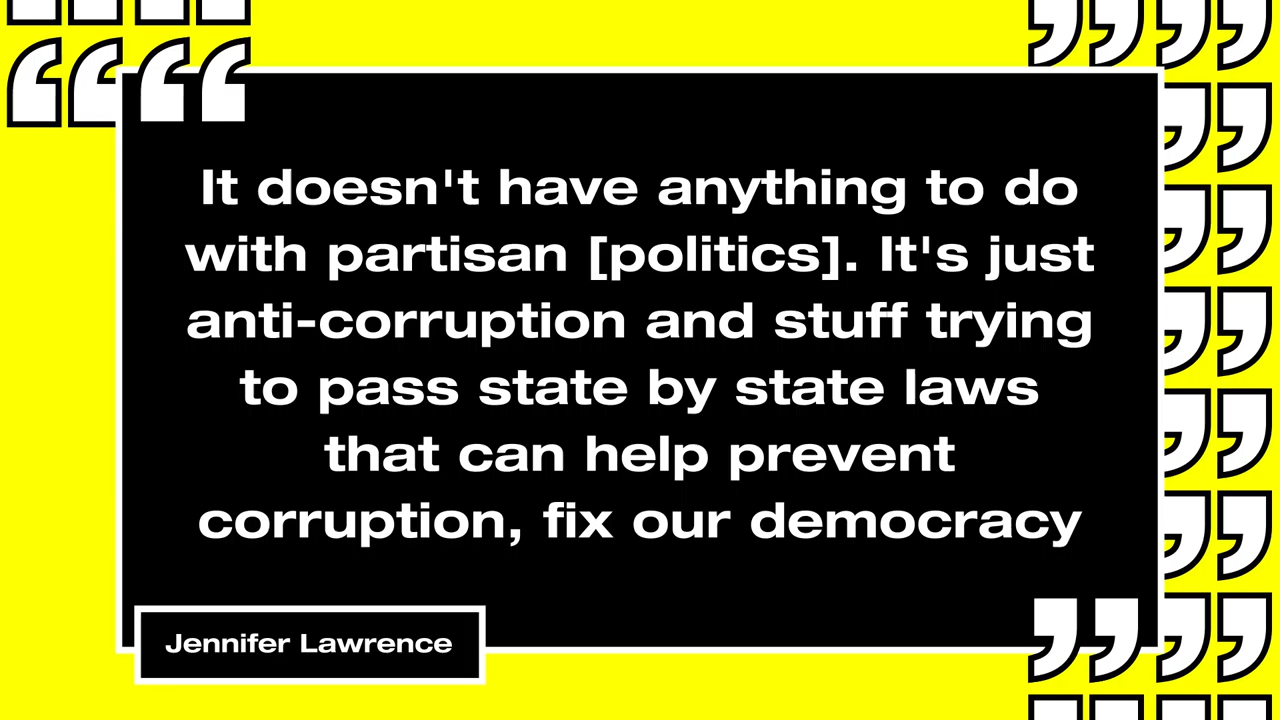 It doesn't have anything to do
with partisan [politics]. It's just
anti-corruption and stuff trying
to pass state by state laws
that can help prevent
corruption, fix our democracy
Jennifer Lawrence